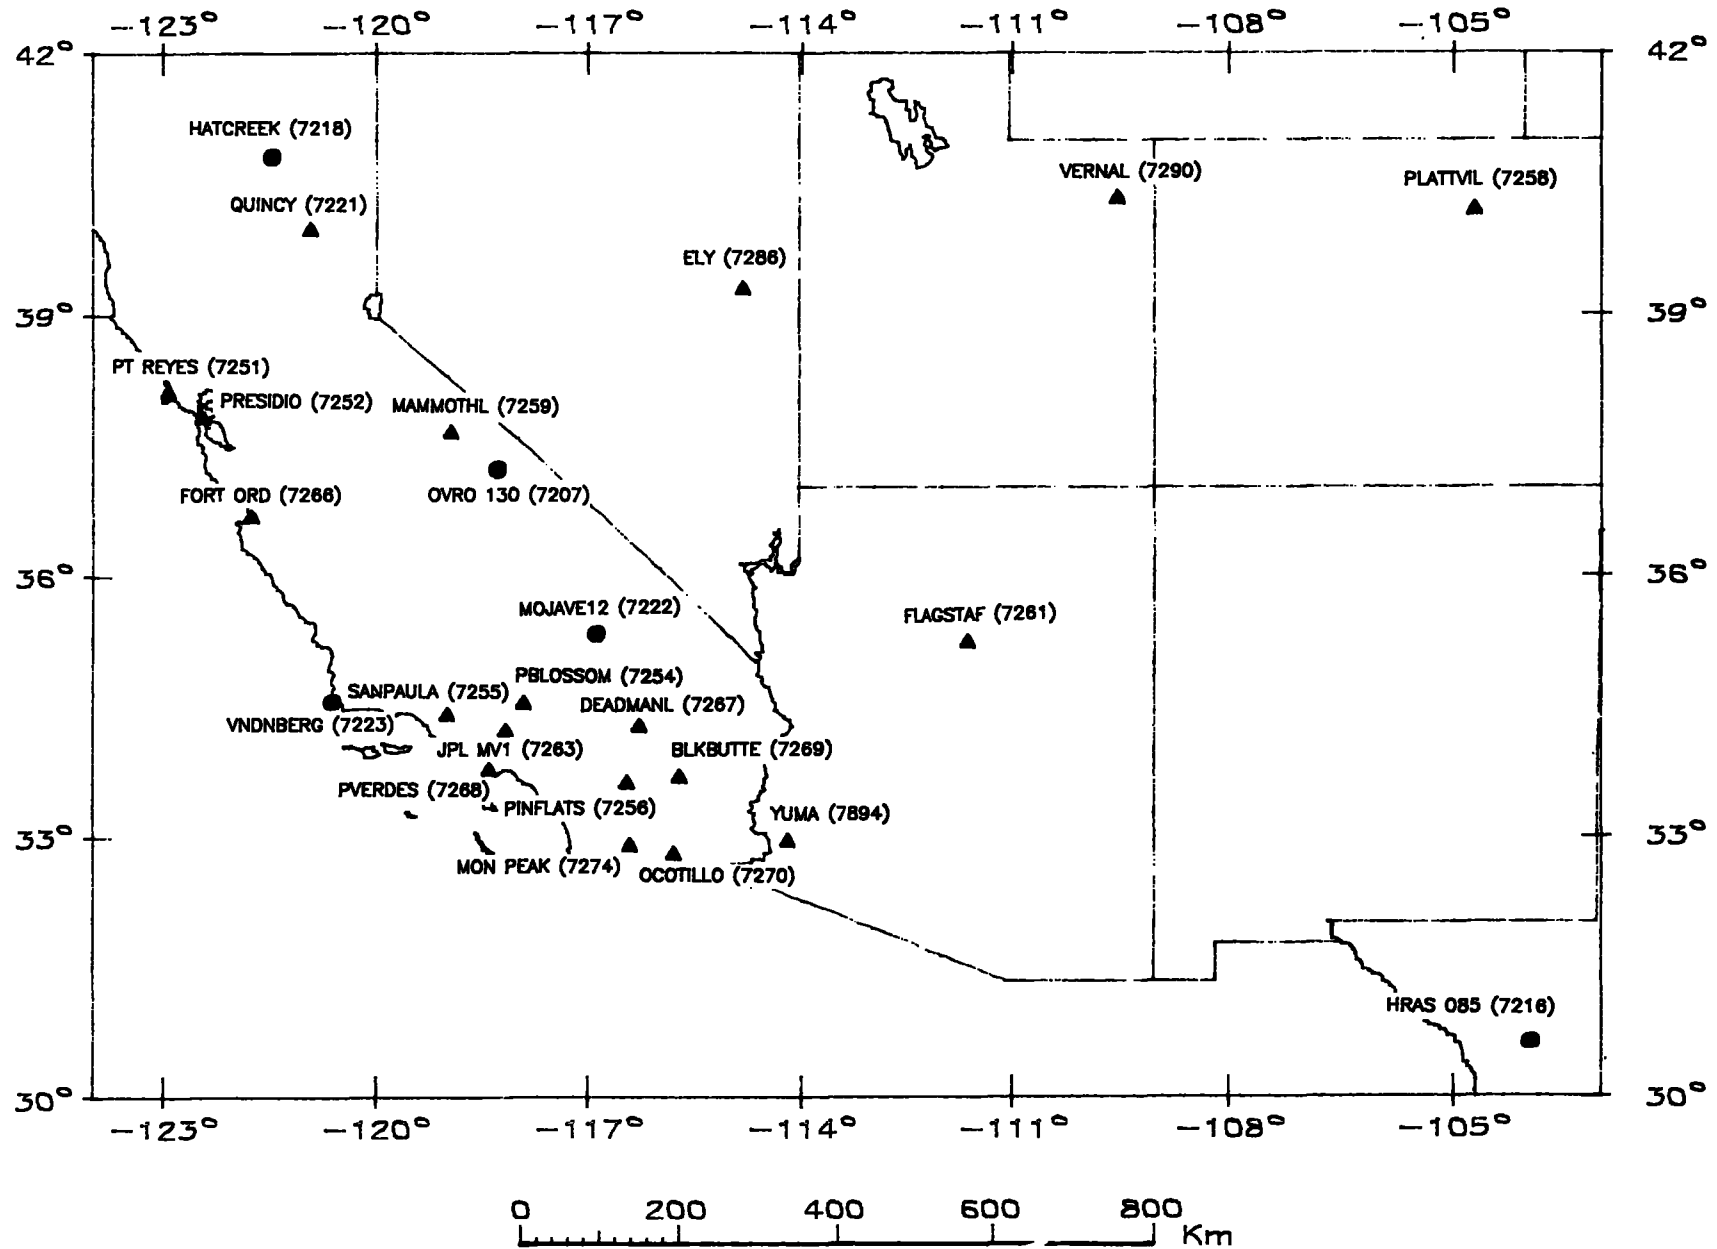 -123° -120° -117° -114° -111° -108° -105°
42° 42°
HATCREEK (7218)
VERNAL (7290)
PLATTVIL (7258)
QUINCY (7221)
ELY (7286)
39° 39°
PT REYES (7251)
PRESIDIO (7252)
MAMMOTHL (7259)
FORT ORD (7266)
OVRO 130 (7207)
36° 36°
MOJAVE12 (7222)
FLAGSTAF (7261)
PBLOSSOM (7254)
SANPAULA (7255)
DEADMANL (7267)
VNDNBERG (7223)
JPL MV1 (7263)
BLKBUTTE (7269)
PVERDES (7268)
PINFLATS (7256)
YUMA (7894)
33° 33°
MON PEAK (7274)
OCOTILLO (7270)
HRAS 085 (7216)
30° 30°
-123° -120° -117° -114° -111° -108° -105°
0 200 400 600 800
Km